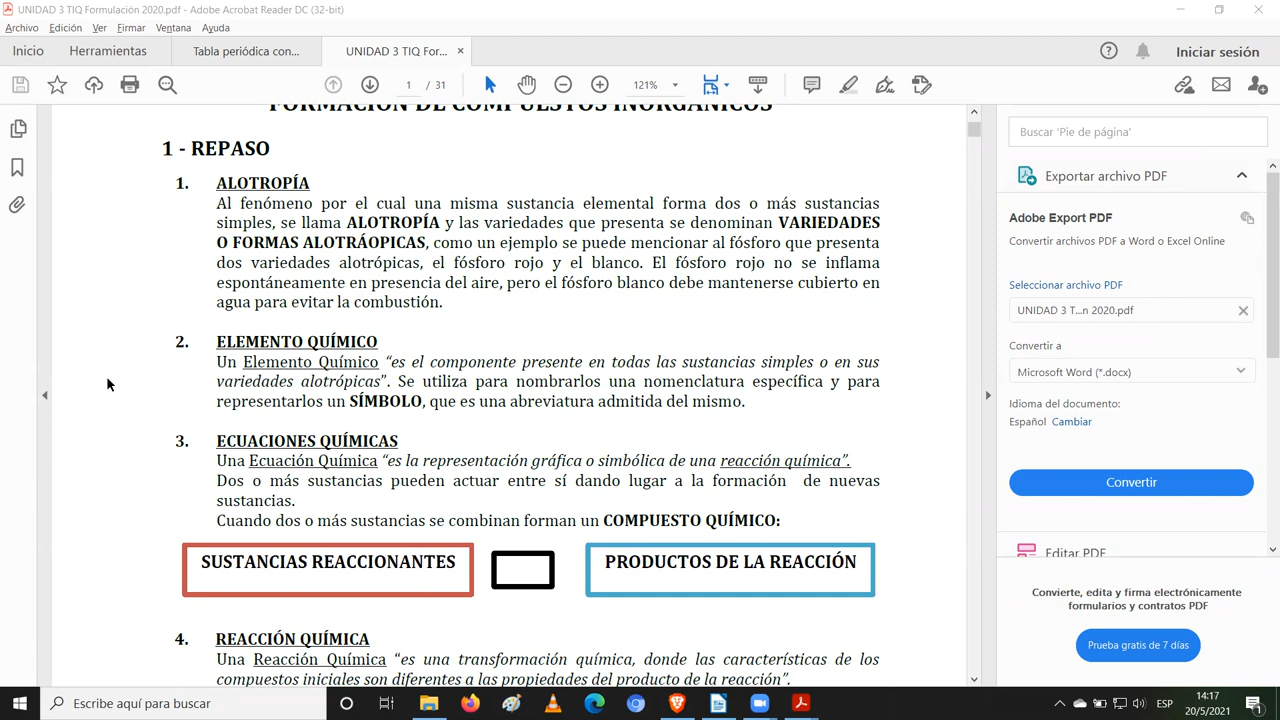 UNIDAD 3 TIQ Formulación 2020.pdf - Adobe Acrobat Reader DC (32-bit)
Archivo Edición Ver Firmar Ventana Ayuda
Inicio Herramientas Tabla periódica con... UNIDAD 3 TIQ For... × Iniciar sesión
1 / 31 121%
FORMACIÓN DE COMPUESTOS INORGÁNICOS
1 - REPASO
1. ALOTROPÍA
Al fenómeno por el cual una misma sustancia elemental forma dos o más sustancias
simples, se llama ALOTROPÍA y las variedades que presenta se denominan VARIEDADES
O FORMAS ALOTRÁOPICAS, como un ejemplo se puede mencionar al fósforo que presenta
dos variedades alotrópicas, el fósforo rojo y el blanco. El fósforo rojo no se inflama
espontáneamente en presencia del aire, pero el fósforo blanco debe mantenerse cubierto en
agua para evitar la combustión.
2. ELEMENTO QUÍMICO
Un Elemento Químico “es el componente presente en todas las sustancias simples o en sus
variedades alotrópicas”. Se utiliza para nombrarlos una nomenclatura específica y para
representarlos un SÍMBOLO, que es una abreviatura admitida del mismo.
3. ECUACIONES QUÍMICAS
Una Ecuación Química “es la representación gráfica o simbólica de una reacción química”.
Dos o más sustancias pueden actuar entre sí dando lugar a la formación de nuevas
sustancias.
Cuando dos o más sustancias se combinan forman un COMPUESTO QUÍMICO:
SUSTANCIAS REACCIONANTES PRODUCTOS DE LA REACCIÓN
4. REACCIÓN QUÍMICA
Una Reacción Química “es una transformación química, donde las características de los
compuestos iniciales son diferentes a las propiedades del producto de la reacción”.
Buscar 'Pie de página'
Exportar archivo PDF
Adobe Export PDF
Convertir archivos PDF a Word o Excel Online
Seleccionar archivo PDF
UNIDAD 3 T...n 2020.pdf
Convertir a
Microsoft Word (*.docx)
Idioma del documento:
Español Cambiar
Convertir
Editar PDF
Convierte, edita y firma electrónicamente
formularios y contratos PDF
Prueba gratis de 7 días
Escribe aquí para buscar
ESP
14:17
20/5/2021
1